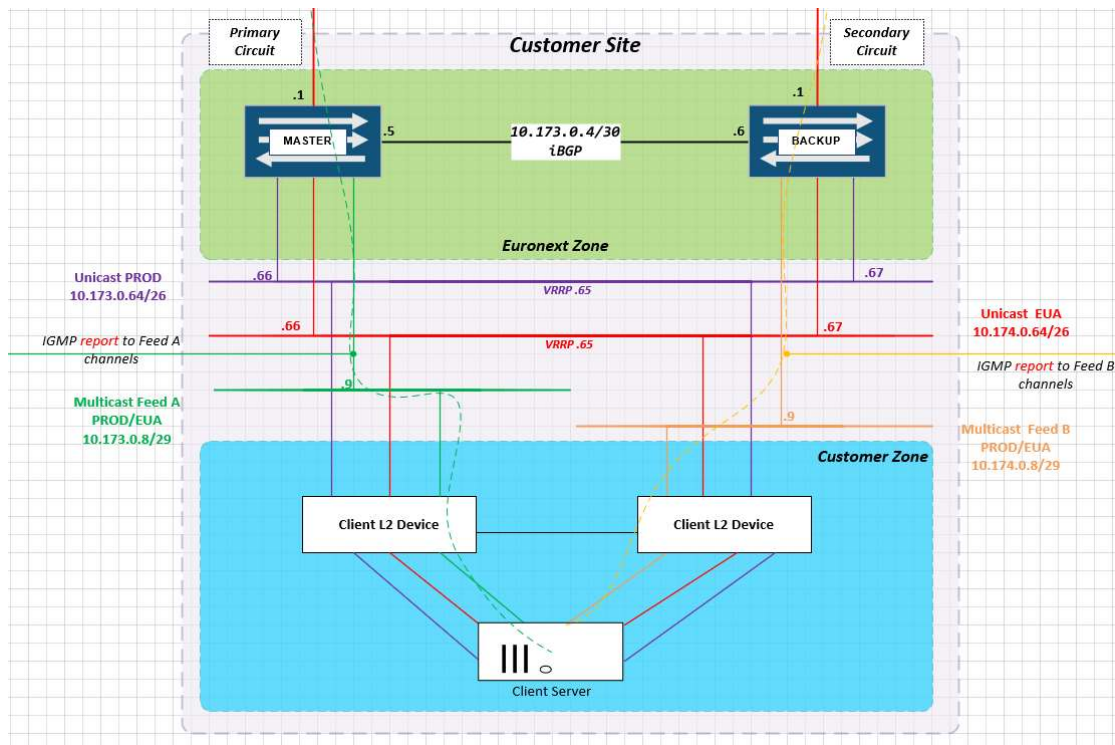 Primary
Circuit
Customer Site
Secondary
Circuit
.1
.1
MASTER
.5
10.173.0.4/30
iBGP
.6
BACKUP
Euronext Zone
Unicast PROD
10.173.0.64/26
.66
VRRP .65
.67
.66
VRRP .65
.67
Unicast  EUA
10.174.0.64/26
IGMP report to Feed A
channels
IGMP report to Feed B
channels
.9
Multicast Feed A
PROD/EUA
10.173.0.8/29
.9
Multicast  Feed B
PROD/EUA
10.174.0.8/29
Customer Zone
Client L2 Device
Client L2 Device
Client Server